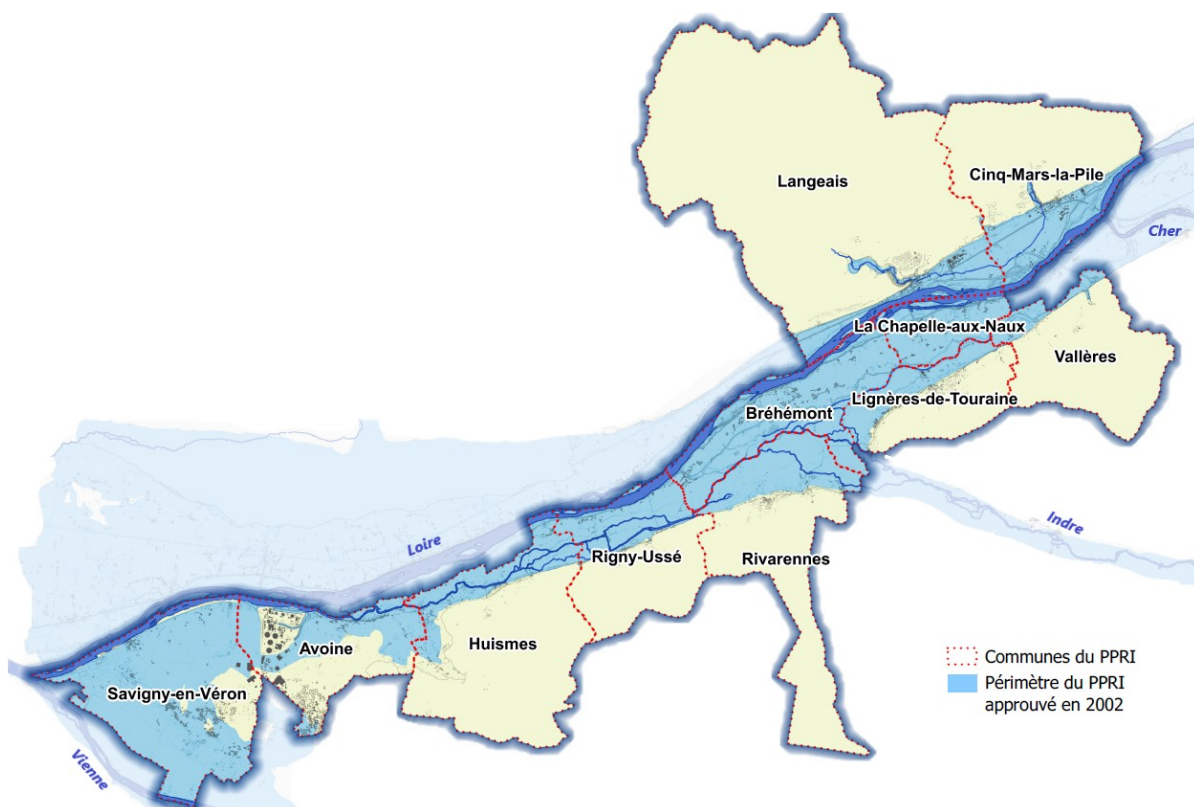 Langeais
Cinq-Mars-la-Pile
Cher
La Chapelle-aux-Naux
Vallères
Lignères-de-Touraine
Bréhémont
Indre
Loire
Rigny-Ussé
Rivarennes
Avoine
Huismes
Savigny-en-Véron
Vienne
Communes du PPRI
Périmètre du PPRI
approuvé en 2002